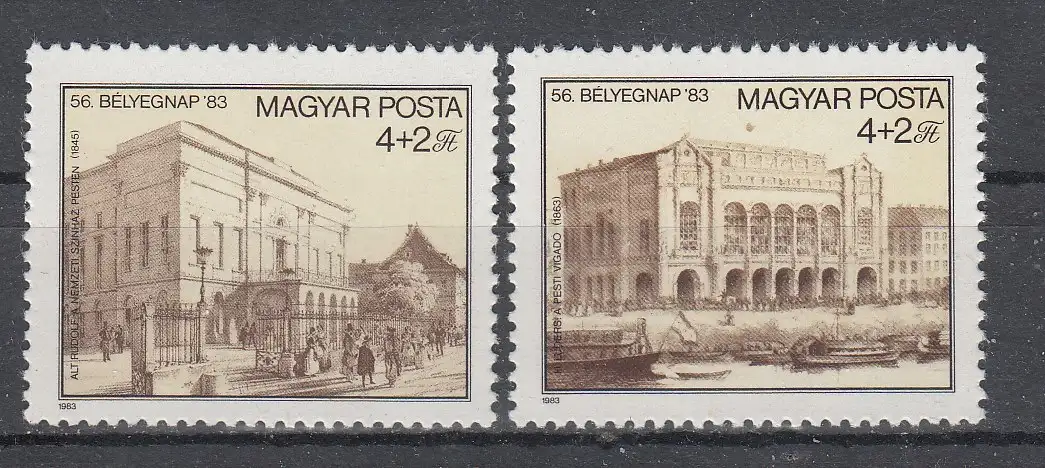 56. BÉLYEGNAP '83
MAGYAR POSTA
4+2 Ft
ALT RUDOLF: A NEMZETI SZINHÁZ PESTEN (1845)
1983
56. BÉLYEGNAP '83
MAGYAR POSTA
4+2 Ft
A PESTI VIGADÓ (1863)
1983